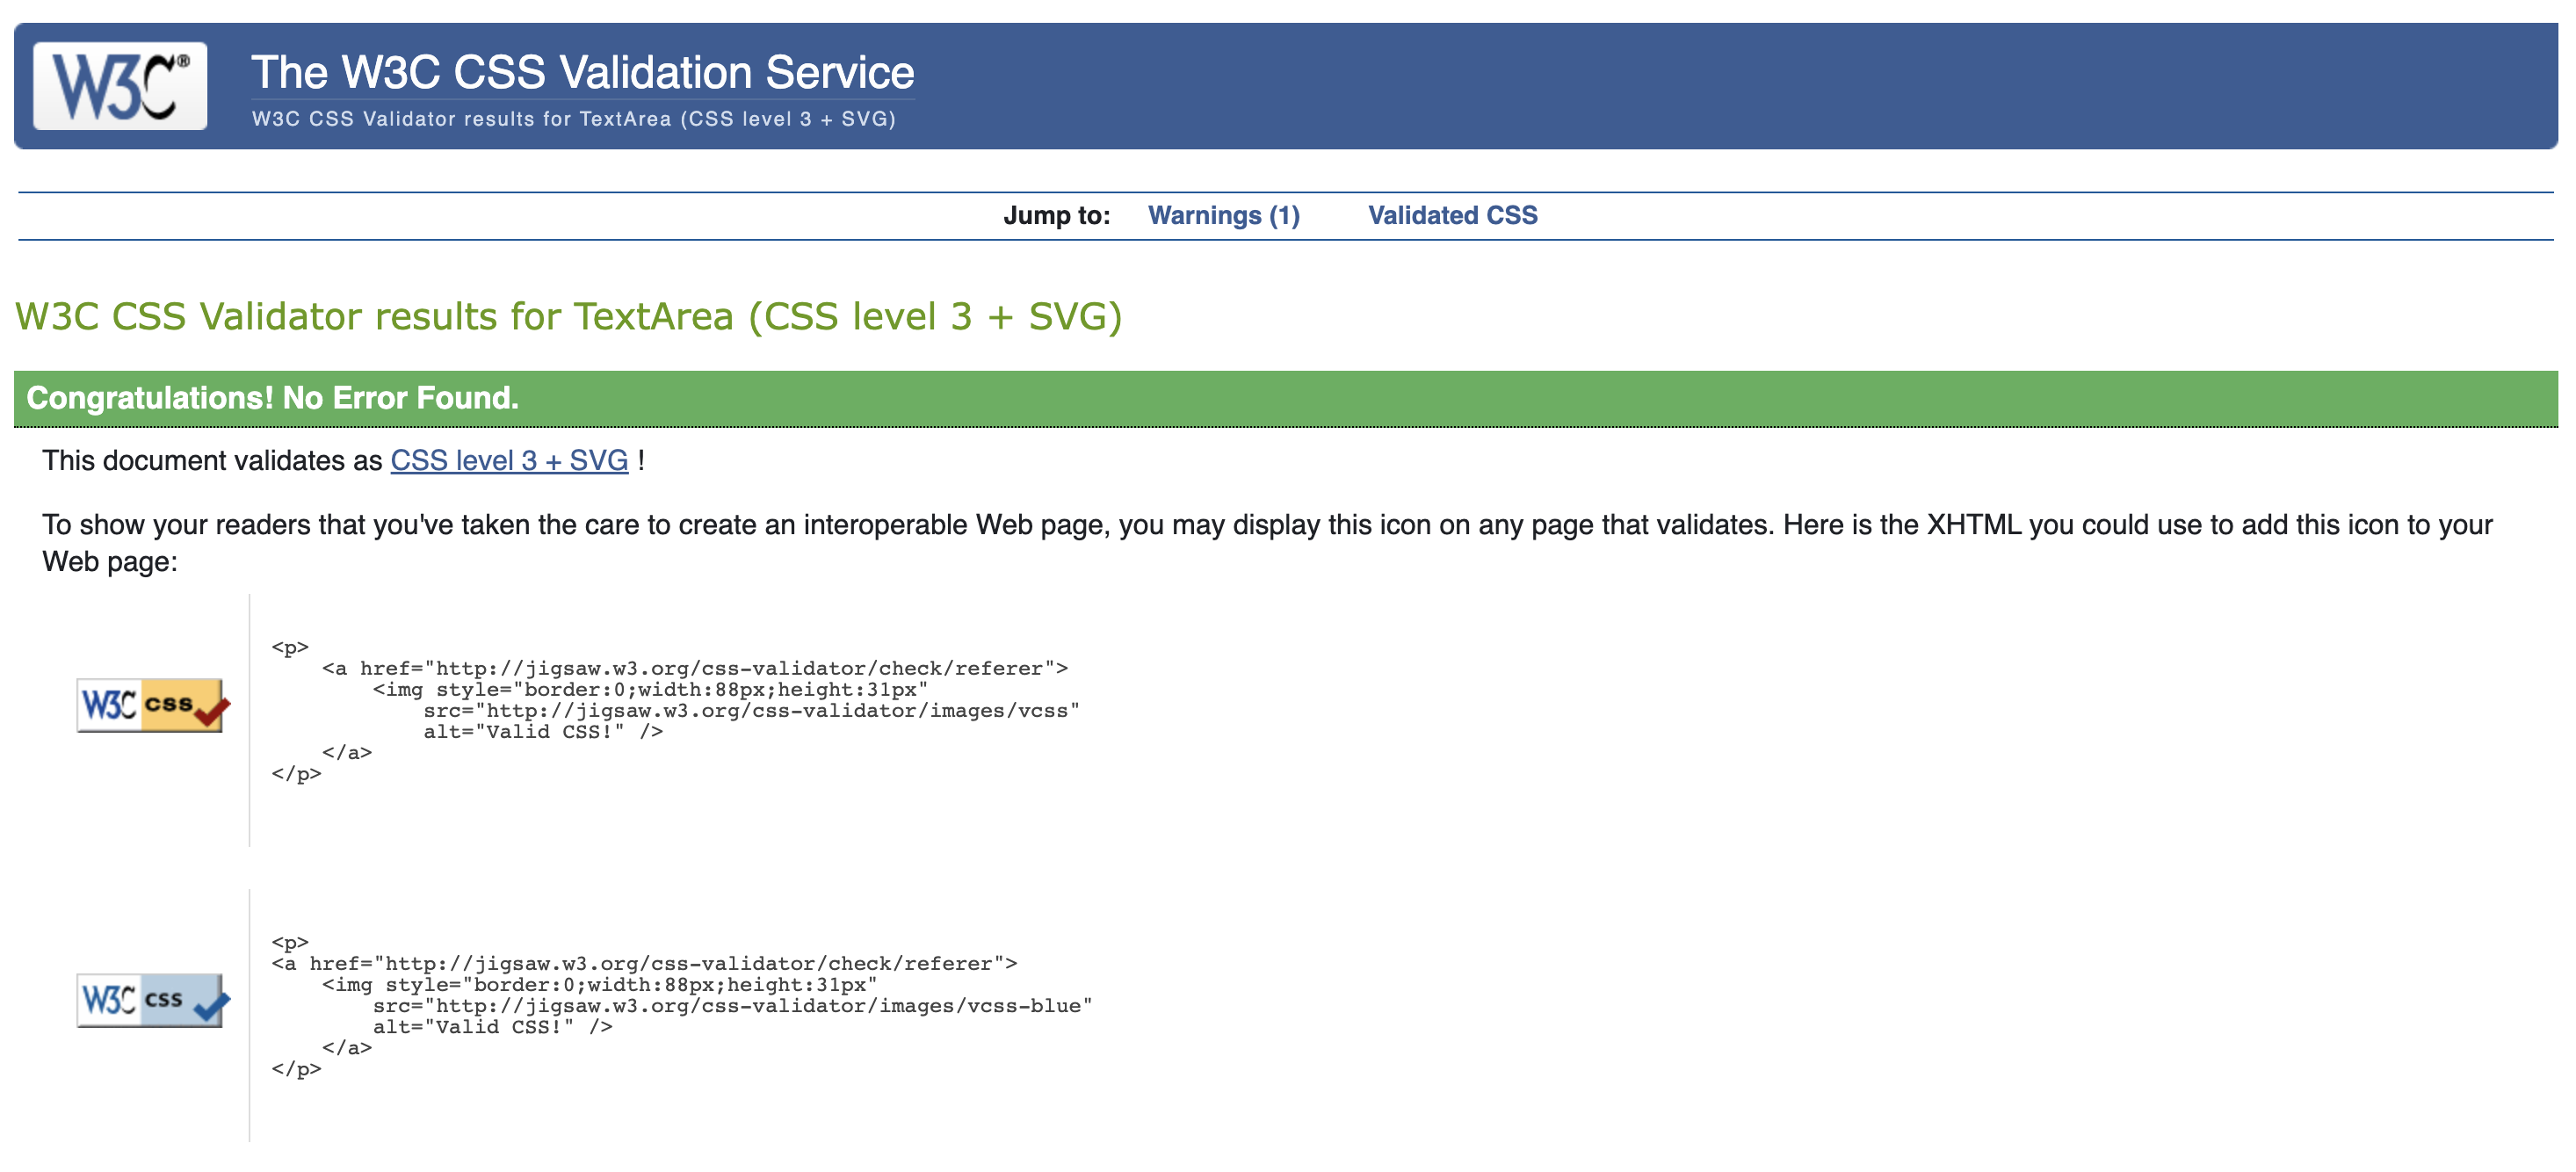 W3C®
The W3C CSS Validation Service
W3C CSS Validator results for TextArea (CSS level 3 + SVG)
Jump to: Warnings (1) Validated CSS
W3C CSS Validator results for TextArea (CSS level 3 + SVG)
Congratulations! No Error Found.
This document validates as CSS level 3 + SVG !
To show your readers that you've taken the care to create an interoperable Web page, you may display this icon on any page that validates. Here is the XHTML you could use to add this icon to your
Web page:
W3C css
<p>
    <a href="http://jigsaw.w3.org/css-validator/check/referer">
        <img style="border:0;width:88px;height:31px"
            src="http://jigsaw.w3.org/css-validator/images/vcss"
            alt="Valid CSS!" />
    </a>
</p>
W3C css
<p>
<a href="http://jigsaw.w3.org/css-validator/check/referer">
    <img style="border:0;width:88px;height:31px"
        src="http://jigsaw.w3.org/css-validator/images/vcss-blue"
        alt="Valid CSS!" />
    </a>
</p>